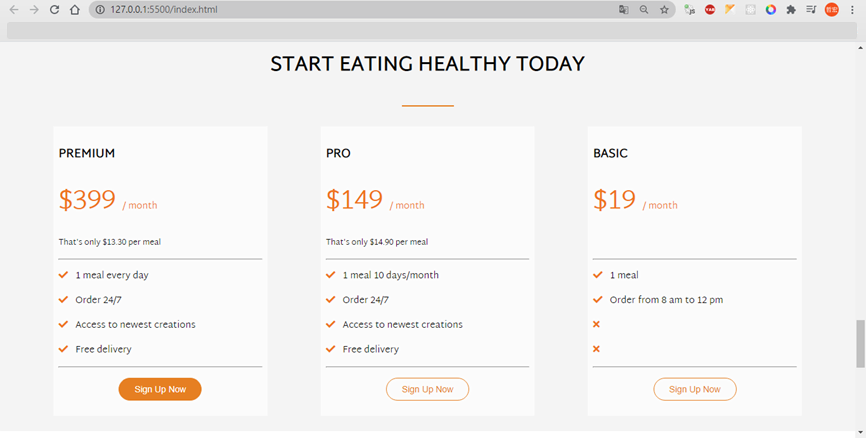 127.0.0.1:5500/index.html
START EATING HEALTHY TODAY
PREMIUM
$399 / month
That's only $13.30 per meal
1 meal every day
Order 24/7
Access to newest creations
Free delivery
Sign Up Now
PRO
$149 / month
That's only $14.90 per meal
1 meal 10 days/month
Order 24/7
Access to newest creations
Free delivery
Sign Up Now
BASIC
$19 / month
1 meal
Order from 8 am to 12 pm
Sign Up Now